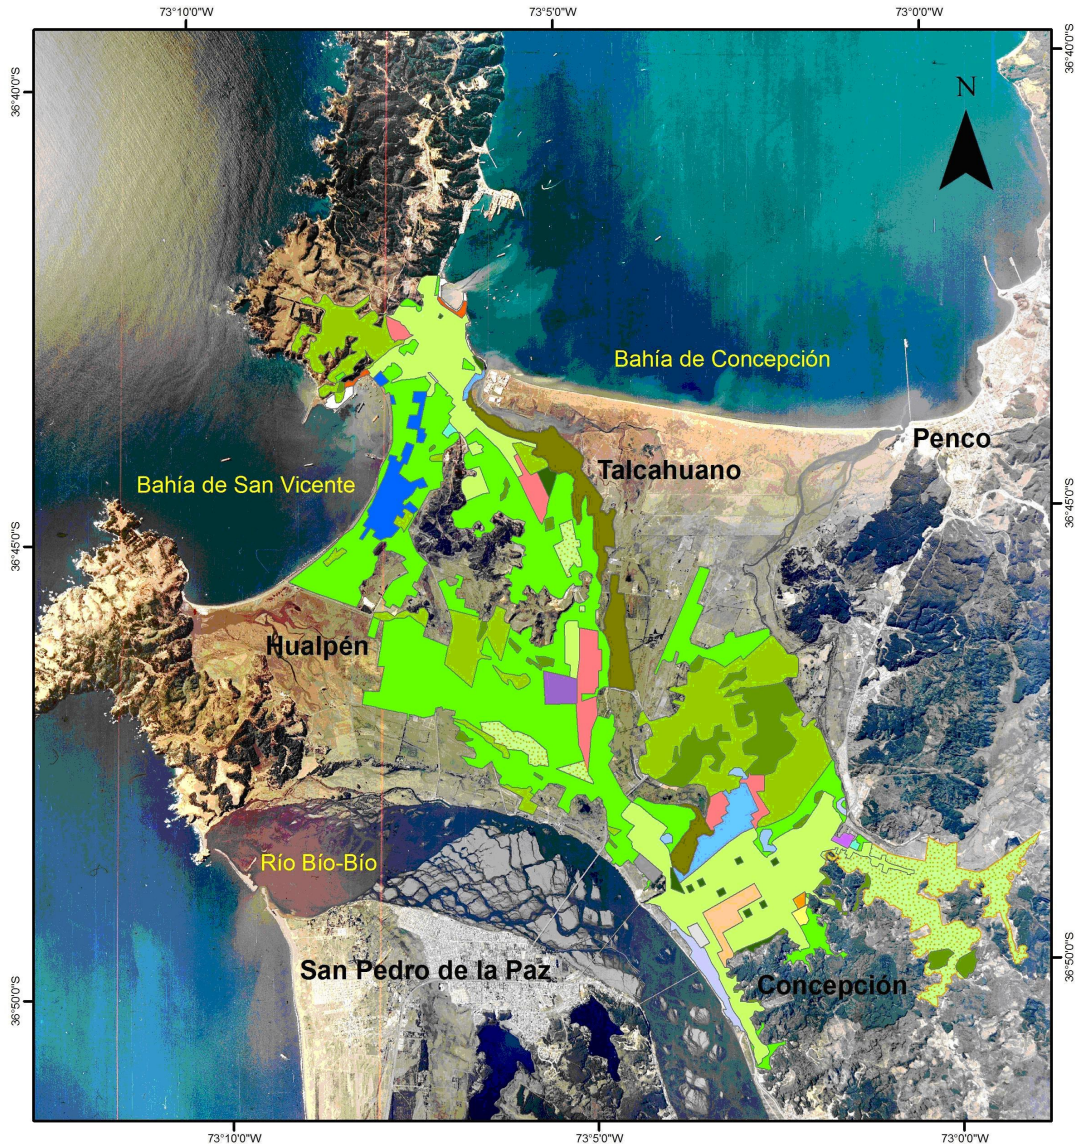 73°10'0"W
73°5'0"W
73°0'0"W
36°40'0"S
36°40'0"S
N
Bahía de Concepción
Penco
Talcahuano
Bahía de San Vicente
36°45'0"S
36°45'0"S
Hualpén
Río Bío-Bío
San Pedro de la Paz
Concepción
36°50'0"S
36°50'0"S
73°10'0"W
73°5'0"W
73°0'0"W